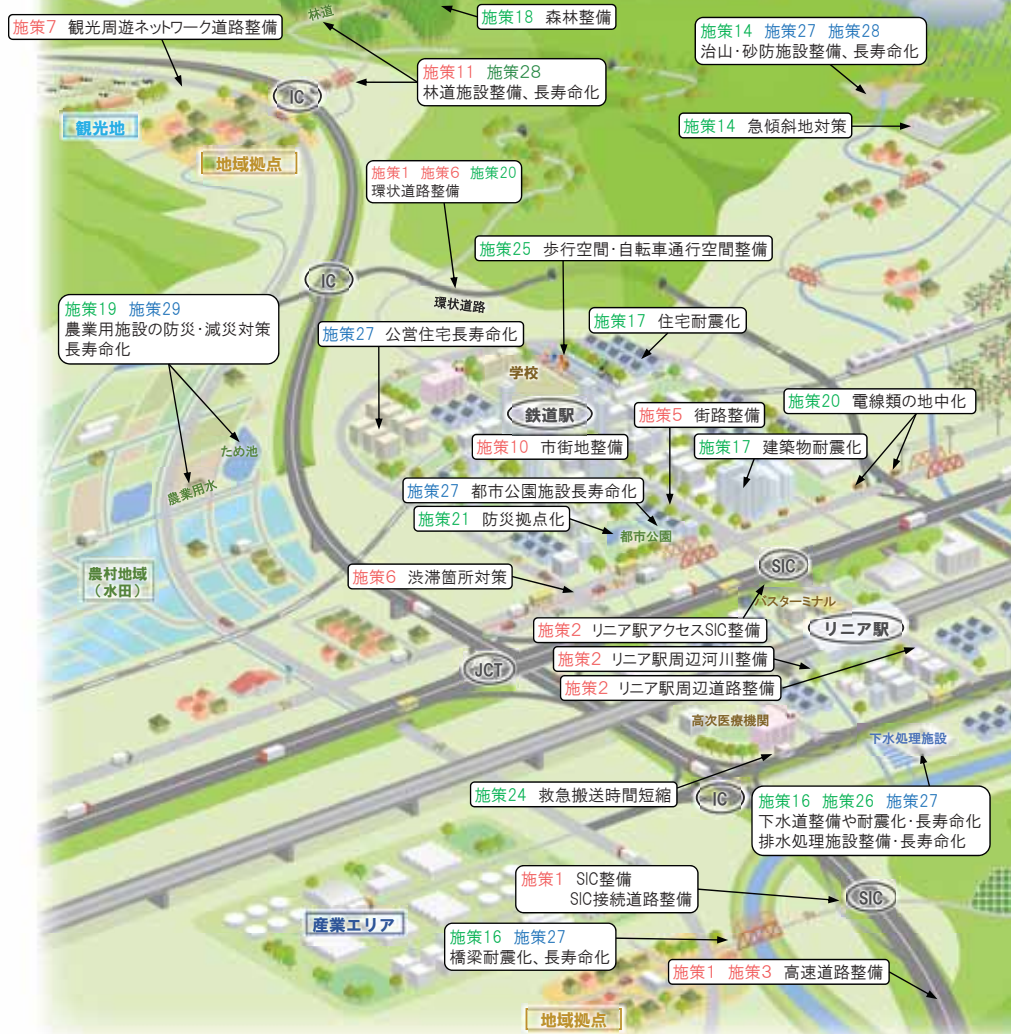 林道
施策18 森林整備
施策7 観光周遊ネットワーク道路整備
施策14 施策27 施策28
治山・砂防施設整備、長寿命化
施策11 施策28
林道施設整備、長寿命化
IC
観光地
施策14 急傾斜地対策
地域拠点
施策1 施策6 施策20
環状道路整備
施策25 歩行空間・自転車通行空間整備
IC
環状道路
施策19 施策29
農業用施設の防災・減災対策
長寿命化
施策27 公営住宅長寿命化
施策17 住宅耐震化
学校
鉄道駅
施策5 街路整備
施策20 電線類の地中化
施策10 市街地整備
施策17 建築物耐震化
ため池
農業用水
施策27 都市公園施設長寿命化
施策21 防災拠点化
都市公園
農村地域
(水田)
施策6 渋滞箇所対策
SIC
バスターミナル
施策2 リニア駅アクセスSIC整備
リニア駅
施策2 リニア駅周辺河川整備
JCT
施策2 リニア駅周辺道路整備
高次医療機関
下水処理施設
施策24 救急搬送時間短縮
IC
施策16 施策26 施策27
下水道整備や耐震化・長寿命化
排水処理施設整備・長寿命化
施策1 SIC整備
SIC接続道路整備
SIC
産業エリア
施策16 施策27
橋梁耐震化、長寿命化
施策1 施策3 高速道路整備
地域拠点